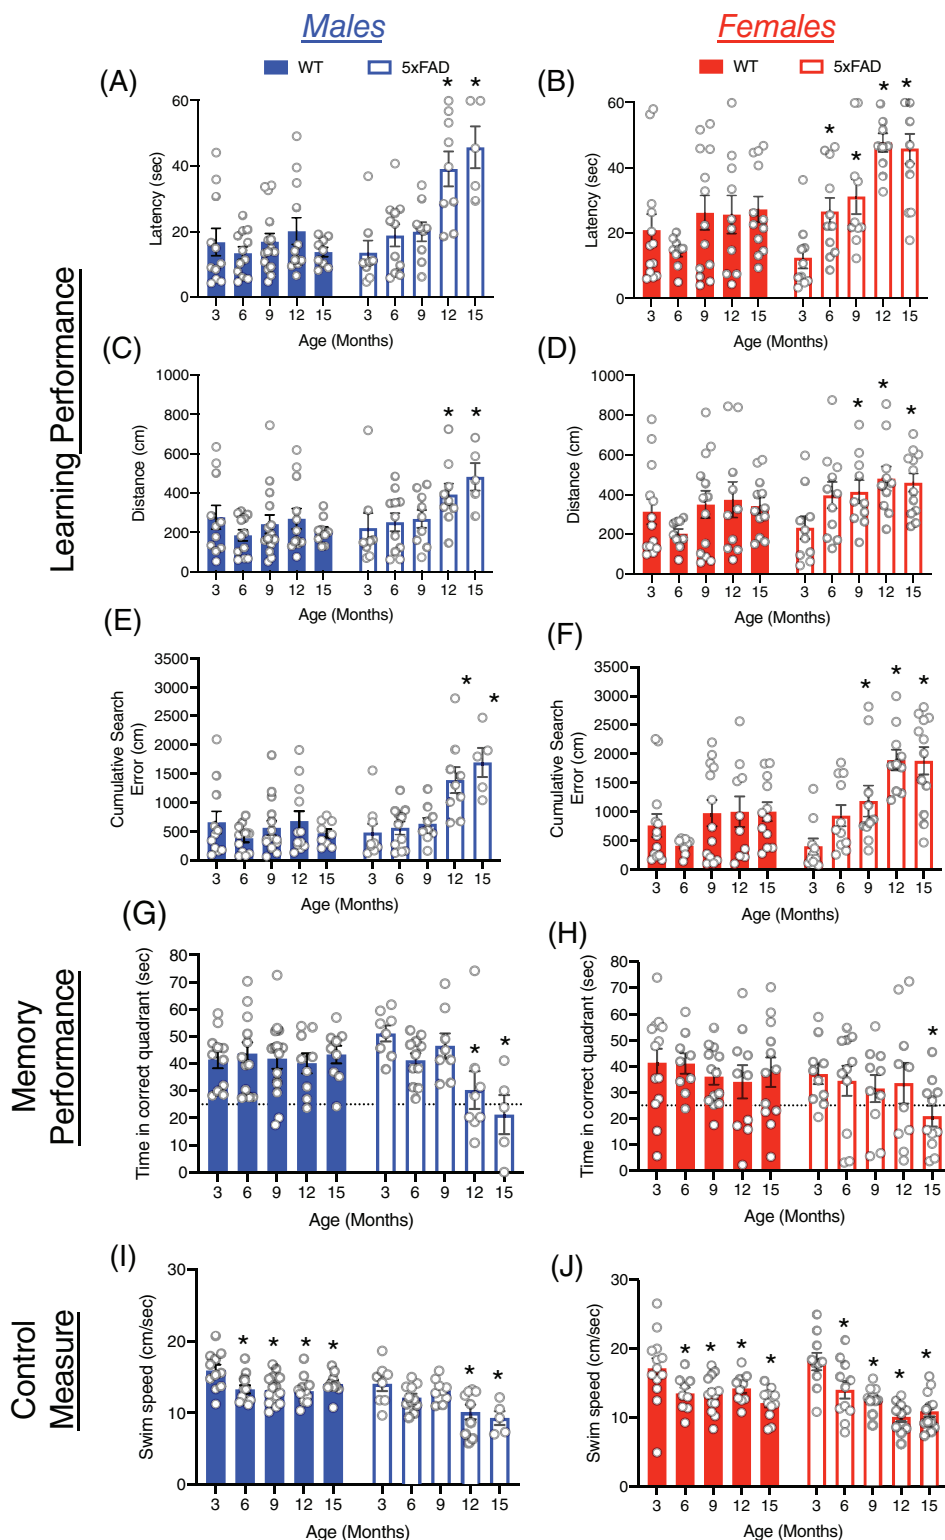 Males
Females
WT
5xFAD
WT
5xFAD
Learning Performance
Memory
Performance
Control
Measure
(A)
60
40
20
0
Latency (sec)
* *
3 6 9 12 15 3 6 9 12 15
Age (Months)
(B)
60
40
20
0
Latency (sec)
* * * *
3 6 9 12 15 3 6 9 12 15
Age (Months)
(C)
1000
800
600
400
200
0
Distance (cm)
* *
3 6 9 12 15 3 6 9 12 15
Age (Months)
(D)
1000
800
600
400
200
0
Distance (cm)
* * *
3 6 9 12 15 3 6 9 12 15
Age (Months)
(E)
3500
3000
2500
2000
1500
1000
500
0
Cumulative Search
Error (cm)
* *
3 6 9 12 15 3 6 9 12 15
Age (Months)
(F)
3500
3000
2500
2000
1500
1000
500
0
Cumulative Search
Error (cm)
* * *
3 6 9 12 15 3 6 9 12 15
Age (Months)
(G)
80
70
60
50
40
30
20
10
0
Time in correct quadrant (sec)
* *
3 6 9 12 15 3 6 9 12 15
Age (Months)
(H)
80
70
60
50
40
30
20
10
0
Time in correct quadrant (sec)
*
3 6 9 12 15 3 6 9 12 15
Age (Months)
(I)
30
20
10
0
Swim speed (cm/sec)
* * * * * *
3 6 9 12 15 3 6 9 12 15
Age (Months)
(J)
30
20
10
0
Swim speed (cm/sec)
* * * * * * * *
3 6 9 12 15 3 6 9 12 15
Age (Months)